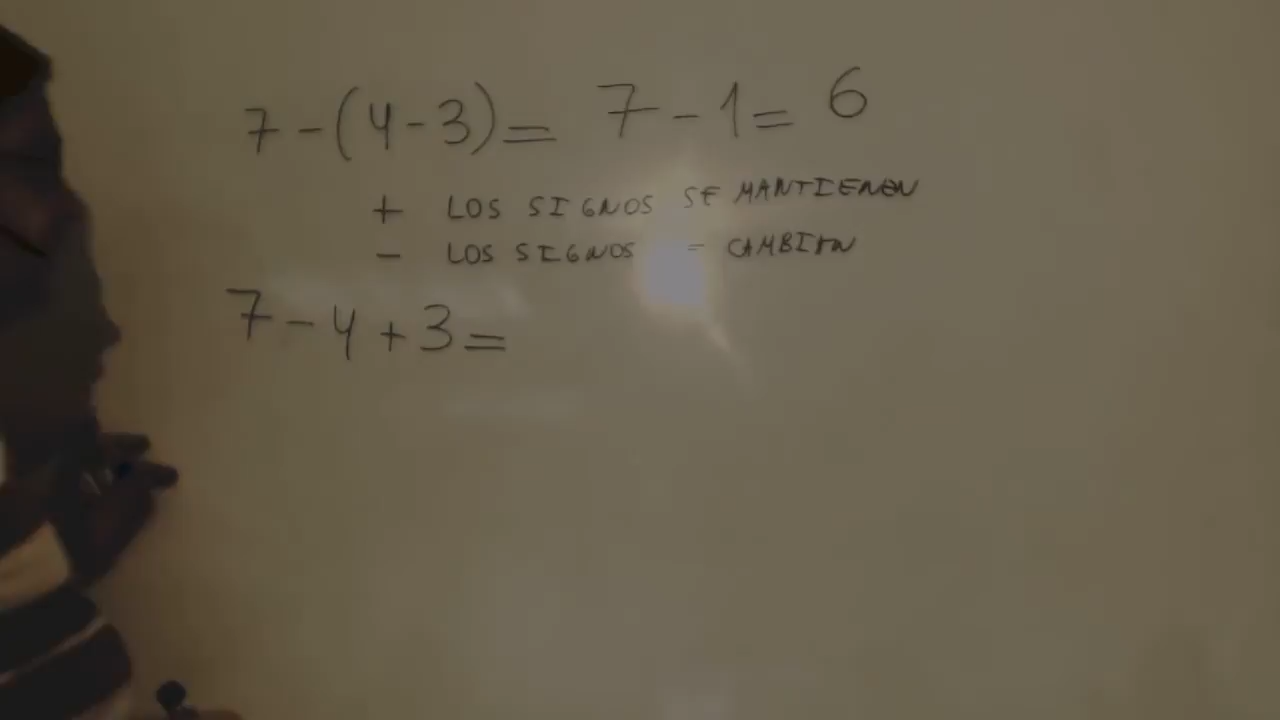 7-(4-3)= 7-1= 6
+ LOS SIGNOS SE MANTIENEN
- LOS SIGNOS = CAMBIAN
7-4+3=